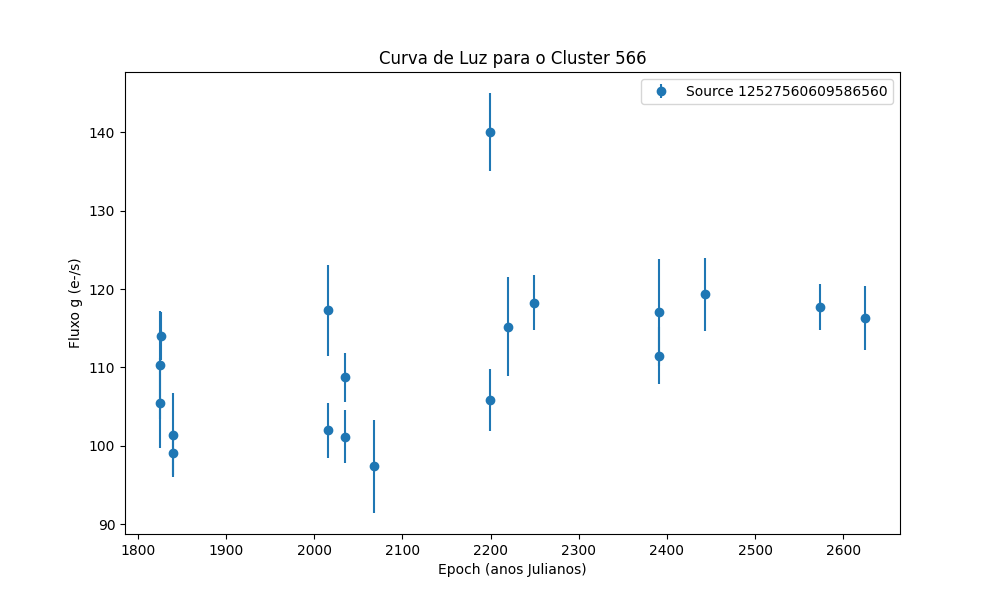 Curva de Luz para o Cluster 566
Source 12527560609586560
Fluxo g (e-/s)
140
130
120
110
100
90
1800 1900 2000 2100 2200 2300 2400 2500 2600
Epoch (anos Julianos)